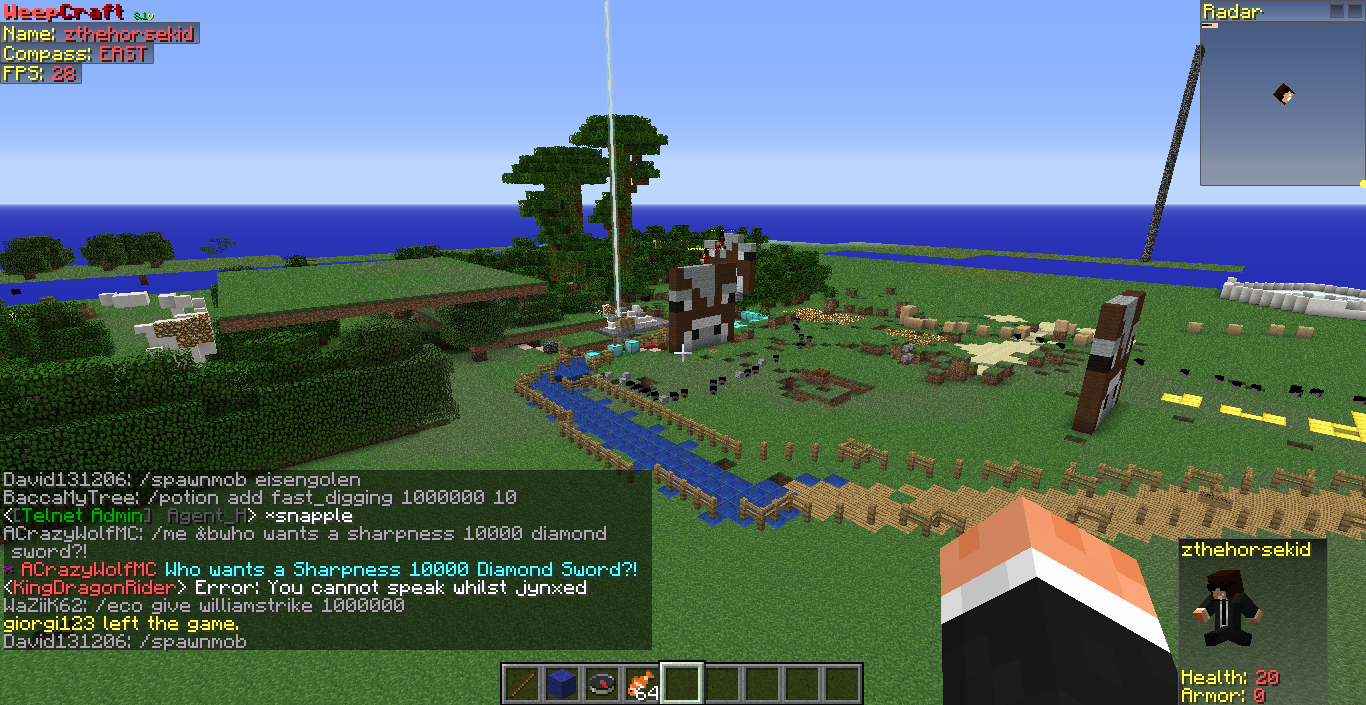 WeepCraft 8.1v
Name: zthehorsekid
Compass: EAST
FPS: 28
Radar
David131206: /spawnmob eisengolen
BaccaMyTree: /potion add fast_digging 1000000 10
<[Telnet Admin] Agent_H> *snapple
ACrazyWolfMC: /me &bwho wants a sharpness 10000 diamond
sword?!
* ACrazyWolfMC Who wants a Sharpness 10000 Diamond Sword?!
<KingDragonRider> Error: You cannot speak whilst jynxed
WaZiiK62: /eco give williamstrike 1000000
giorgi123 left the game.
David131206: /spawnmob
64
zthehorsekid
Health: 20
Armor: 0